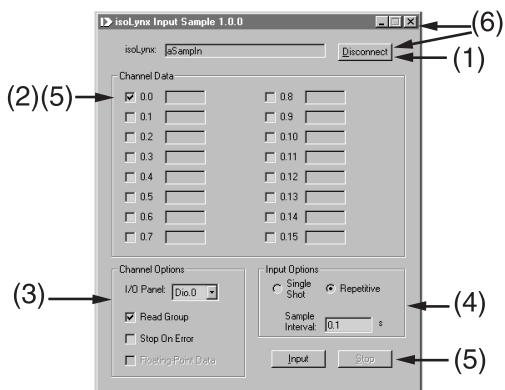 isoLynx Input Sample 1.0.0
(6)
isoLynx: aSampIn Disconnect
(1)
Channel Data
(2)(5)
0.0 0.8
0.1 0.9
0.2 0.10
0.3 0.11
0.4 0.12
0.5 0.13
0.6 0.14
0.7 0.15
Channel Options Input Options
(3)
I/O Panel: Dio.0
Single Shot Repetitive
Read Group
(4)
Sample Interval: 0.1 s
Stop On Error
Floating-Point Data
Input Stop
(5)